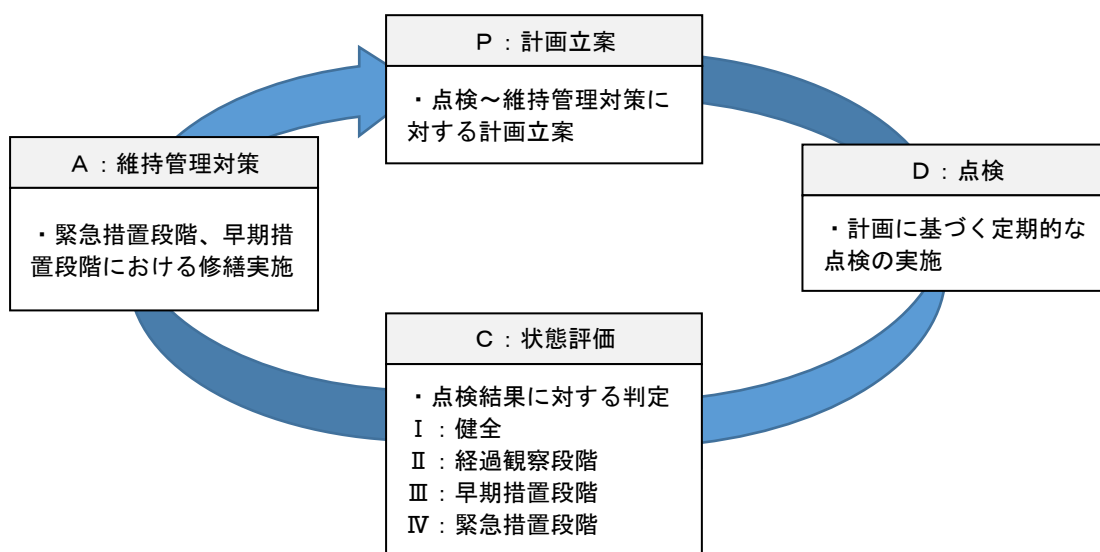 P：計画立案
・点検～維持管理対策に
対する計画立案
D：点検
・計画に基づく定期的な
点検の実施
C：状態評価
・点検結果に対する判定
Ⅰ：健全
Ⅱ：経過観察段階
Ⅲ：早期措置段階
Ⅳ：緊急措置段階
A：維持管理対策
・緊急措置段階、早期措
置段階における修繕実施